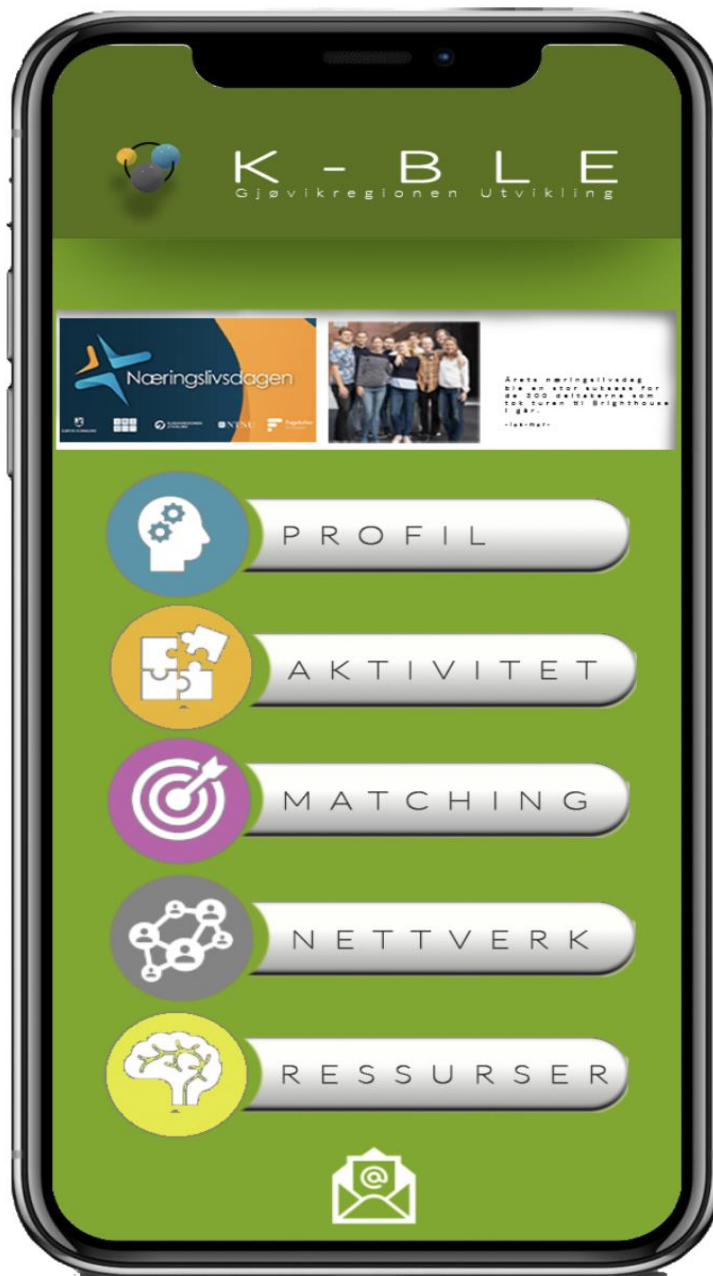 K - BLE
Gjøvikregionen Utvikling
Næringslivsdagen
NTNU
Årets næringslivsdag
ble en stor suksess for
de 300 deltakerne som
tok turen til Brighthouse
i går.
PROFIL
AKTIVITET
MATCHING
NETTVERK
RESSURSER
@